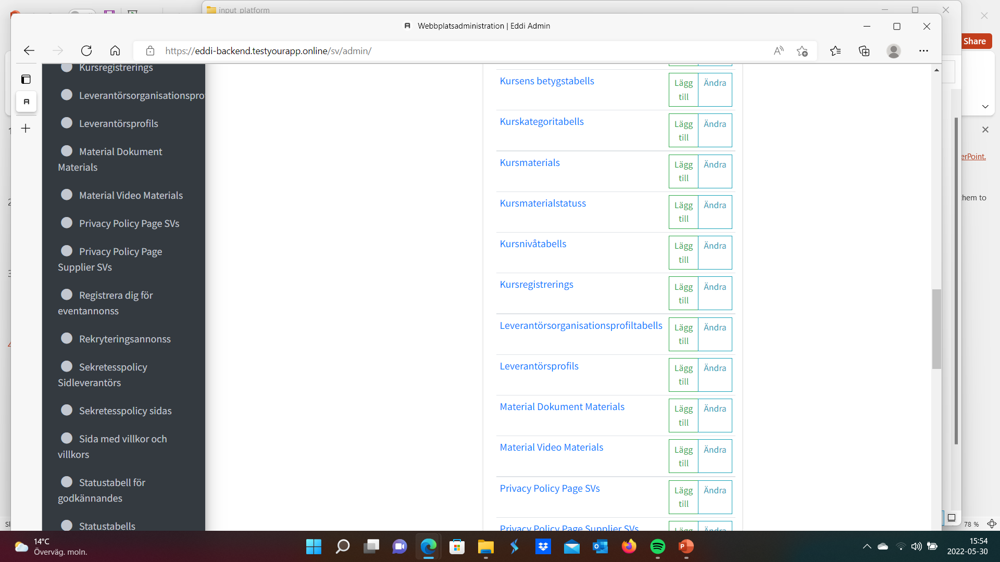 input_platform
Webbplatsadministration | Eddi Admin
Share
https://eddi-backend.testyourapp.online/sv/admin/
Kursregistrerings
Leverantörsorganisationspro
Leverantörsprofils
Material Dokument
Materials
Material Video Materials
Privacy Policy Page SVs
Privacy Policy Page
Supplier SVs
Registrera dig för
eventannonss
Rekryteringsannonss
Sekretesspolicy
Sidleverantörs
Sekretesspolicy sidas
Sida med villkor och
villkors
Statustabell för
godkännandes
Statustabells
Kursens betygstabells
Lägg
till
Ändra
Kurskategoritabells
Lägg
till
Ändra
Kursmaterials
Lägg
till
Ändra
Kursmaterialstatuss
Lägg
till
Ändra
Kursnivåtabells
Lägg
till
Ändra
Kursregistrerings
Lägg
till
Ändra
Leverantörsorganisationsprofiltabells
Lägg
till
Ändra
Leverantörsprofils
Lägg
till
Ändra
Material Dokument Materials
Lägg
till
Ändra
Material Video Materials
Lägg
till
Ändra
Privacy Policy Page SVs
Lägg
till
Ändra
Privacy Policy Page Supplier SVs
Lägg
Ändra
erPoint.
hem to
Sl
78 %
14°C
Överväg. moln.
15:54
2022-05-30